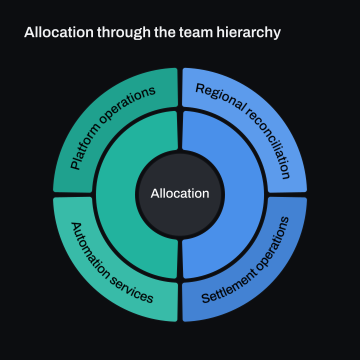 Allocation through the team hierarchy
Platform operations
Regional reconciliation
Allocation
Automation services
Settlement operations